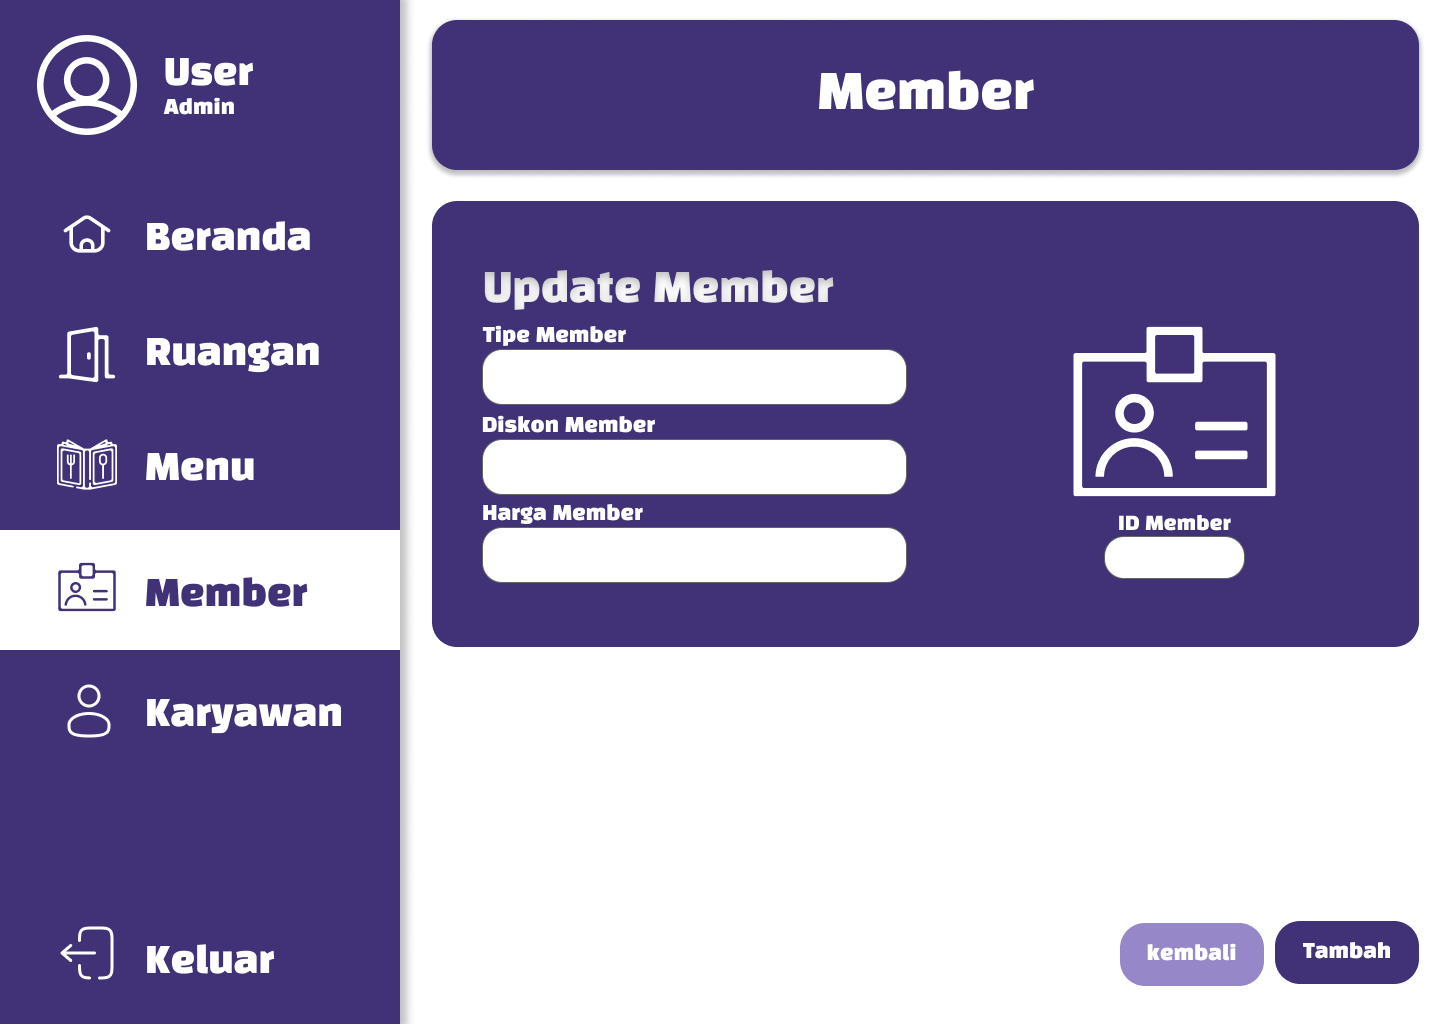 User
Admin
Beranda
Ruangan
Menu
Member
Karyawan
Keluar
Member
Update Member
Tipe Member
Diskon Member
Harga Member
ID Member
kembali
Tambah